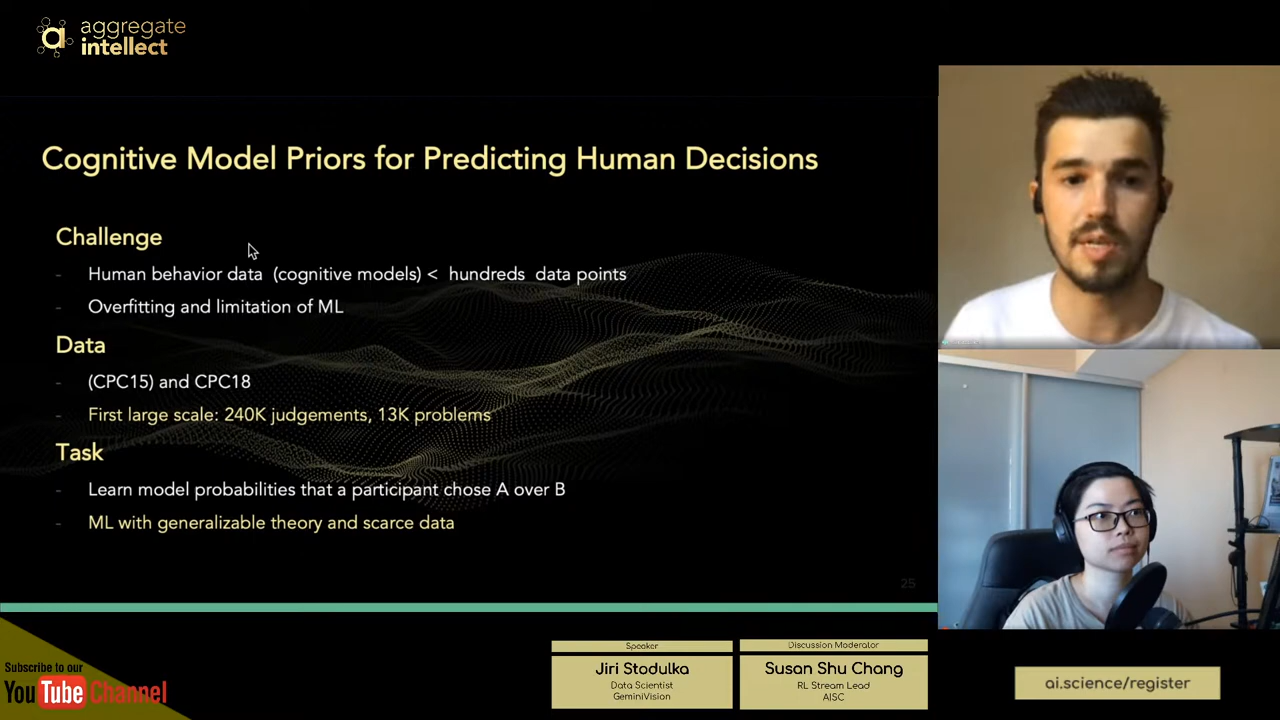 aggregate
intellect
Cognitive Model Priors for Predicting Human Decisions
Challenge
- Human behavior data (cognitive models) < hundreds data points
- Overfitting and limitation of ML
Data
- (CPC15) and CPC18
- First large scale: 240K judgements, 13K problems
Task
- Learn model probabilities that a participant chose A over B
- ML with generalizable theory and scarce data
25
Subscribe to our
YouTube Channel
Speaker
Jiri Stodulka
Data Scientist
GeminiVision
Discussion Moderator
Susan Shu Chang
RL Stream Lead
AISC
ai.science/register